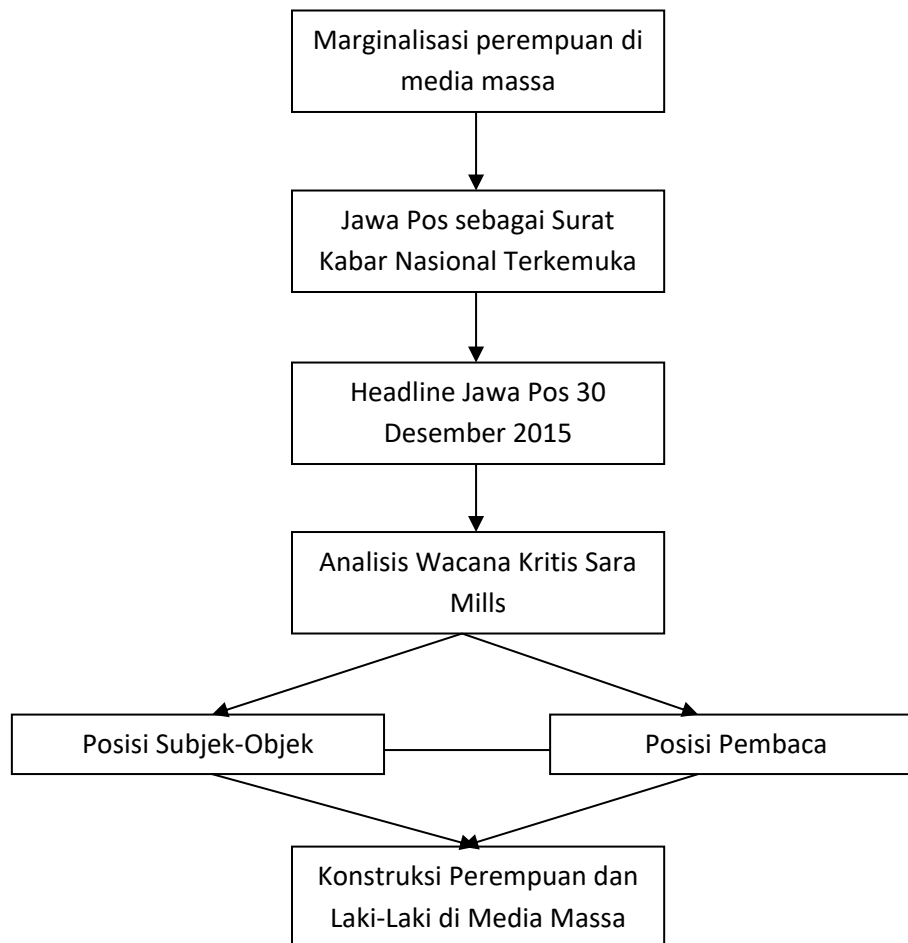 Marginalisasi perempuan di
media massa
Jawa Pos sebagai Surat
Kabar Nasional Terkemuka
Headline Jawa Pos 30
Desember 2015
Analisis Wacana Kritis Sara
Mills
Posisi Subjek-Objek
Posisi Pembaca
Konstruksi Perempuan dan
Laki-Laki di Media Massa